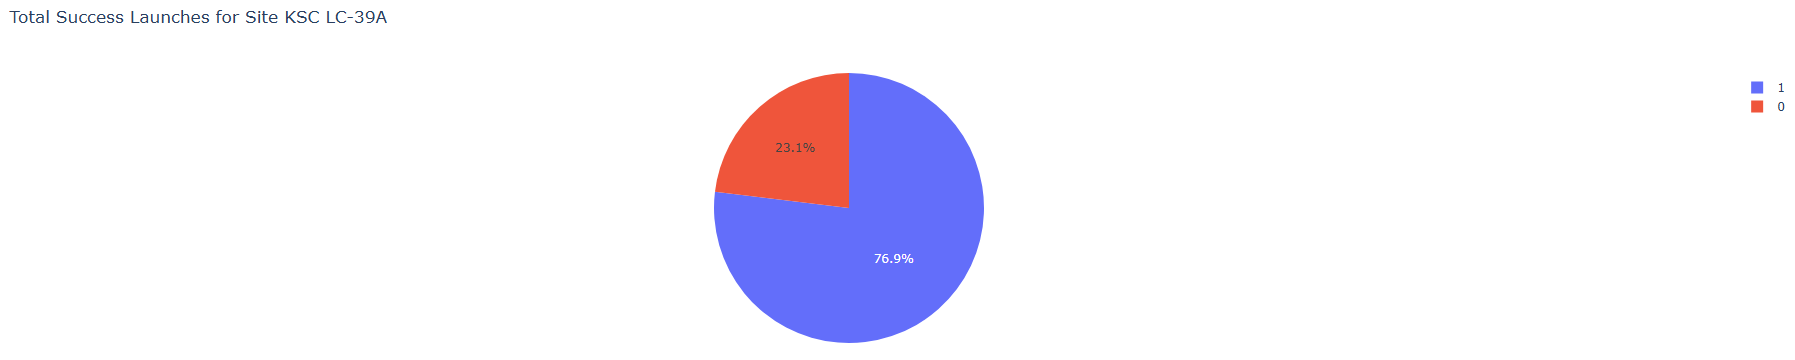 Total Success Launches for Site KSC LC-39A
1
0
23.1%
76.9%